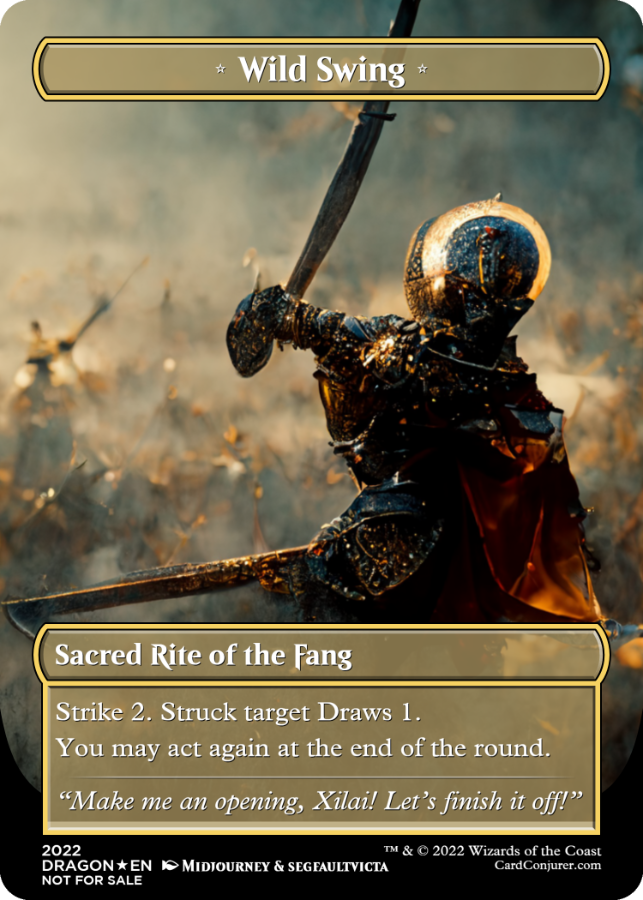 ☆ Wild Swing ☆
Sacred Rite of the Fang
Strike 2. Struck target Draws 1.
You may act again at the end of the round.
“Make me an opening, Xilai! Let’s finish it off!”
2022
DRAGON★EN MIDJOURNEY & SEGFAULTVICTA
NOT FOR SALE
™ & © 2022 Wizards of the Coast
CardConjurer.com